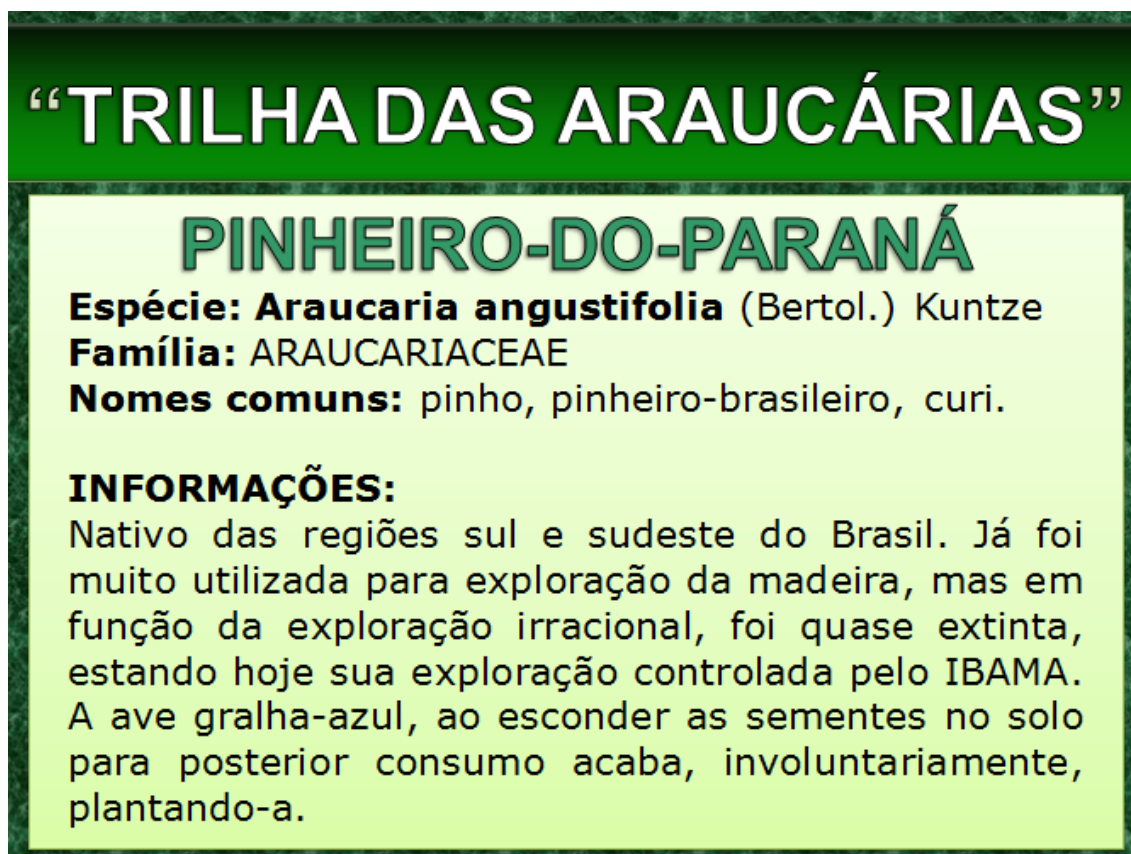 “TRILHA DAS ARAUCÁRIAS”
PINHEIRO-DO-PARANÁ
Espécie: Araucaria angustifolia (Bertol.) Kuntze
Família: ARAUCARIACEAE
Nomes comuns: pinho, pinheiro-brasileiro, curi.
INFORMAÇÕES:
Nativo das regiões sul e sudeste do Brasil. Já foi
muito utilizada para exploração da madeira, mas em
função da exploração irracional, foi quase extinta,
estando hoje sua exploração controlada pelo IBAMA.
A ave gralha-azul, ao esconder as sementes no solo
para posterior consumo acaba, involuntariamente,
plantando-a.